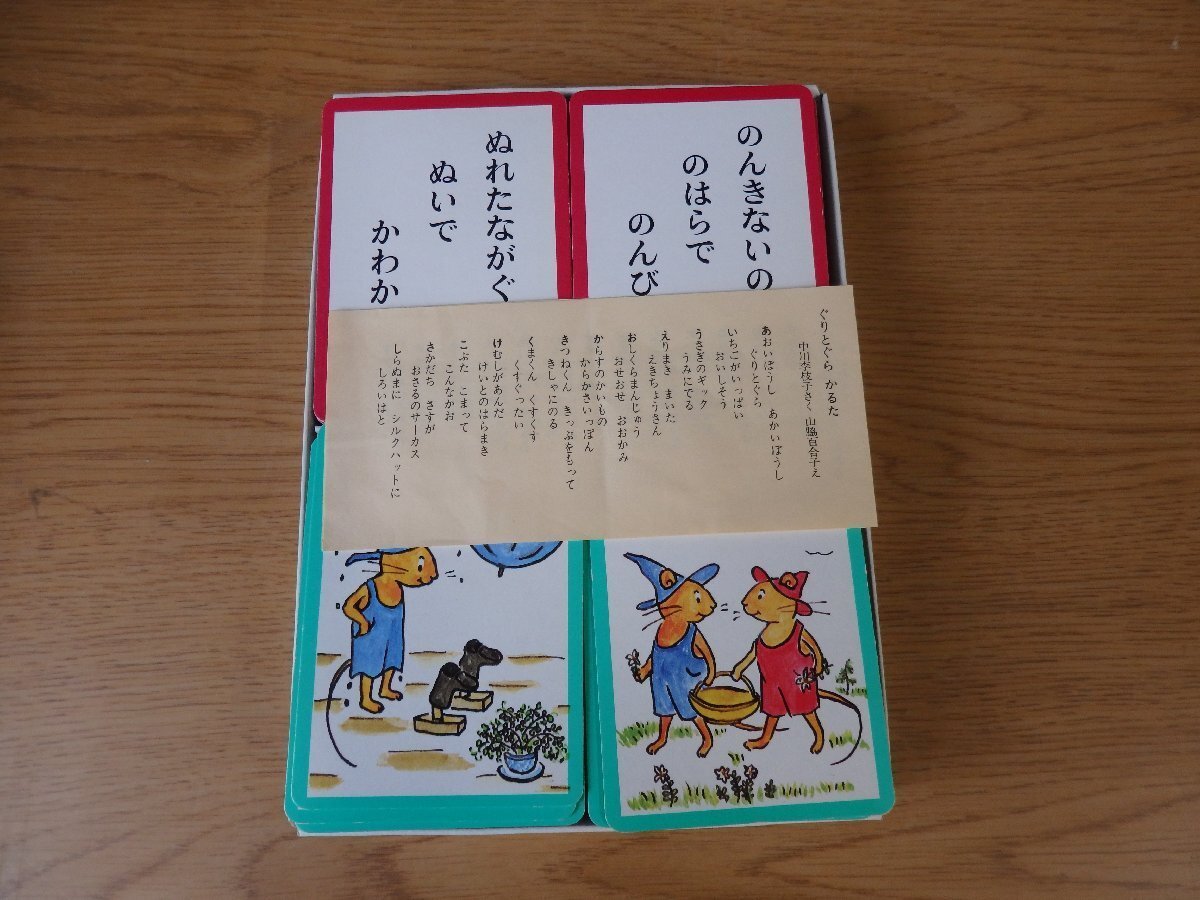 のんきないの
のはらで
のんび
ぬれたながぐ
ぬいで
かわか
ぐりとぐら かるた
中川李枝子さく 山脇百合子え
あおいぼうし あかいぼうし
ぐりとぐら
いちごがいっぱい
おいしそう
うさぎのギック
うみにでる
えりまき まいた
えきちょうさん
おしくらまんじゅう
おせおせ おおかみ
からすのかいもの
からかさいっぽん
きつねくん きっぷをもって
きしゃにのる
くまくん くすくす
くすぐったい
けむしがあんだ
けいとのはらまき
こぶた こまって
こんなかお
さかだち さすが
おさるのサーカス
しらぬまに シルクハットに
しろいはと